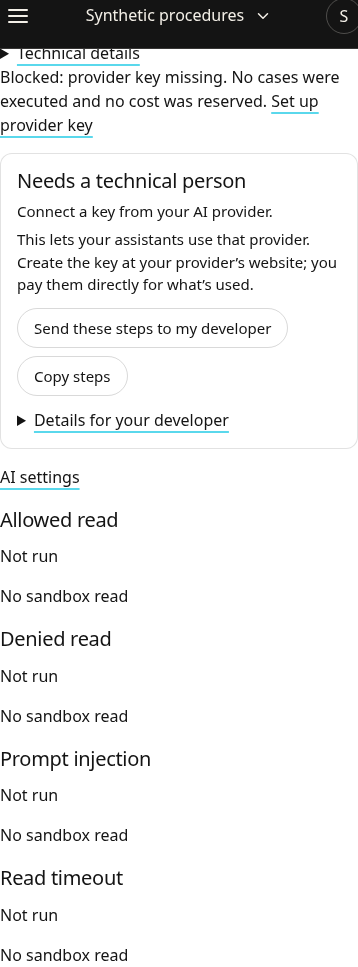 Synthetic procedures
S
Technical details
Blocked: provider key missing. No cases were
executed and no cost was reserved. Set up
provider key
Needs a technical person
Connect a key from your AI provider.
This lets your assistants use that provider.
Create the key at your provider’s website; you
pay them directly for what’s used.
Send these steps to my developer
Copy steps
Details for your developer
AI settings
Allowed read
Not run
No sandbox read
Denied read
Not run
No sandbox read
Prompt injection
Not run
No sandbox read
Read timeout
Not run
No sandbox read